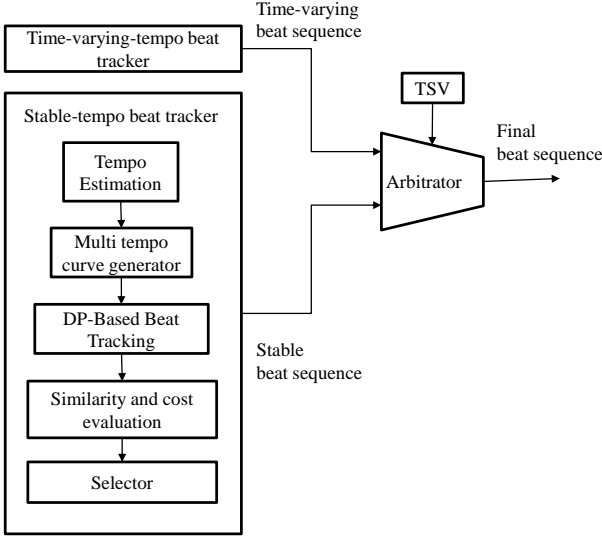 Time-varying-tempo beat
tracker
Time-varying
beat sequence
Stable-tempo beat tracker
Tempo
Estimation
Multi tempo
curve generator
DP-Based Beat
Tracking
Similarity and cost
evaluation
Selector
Stable
beat sequence
TSV
Arbitrator
Final
beat sequence